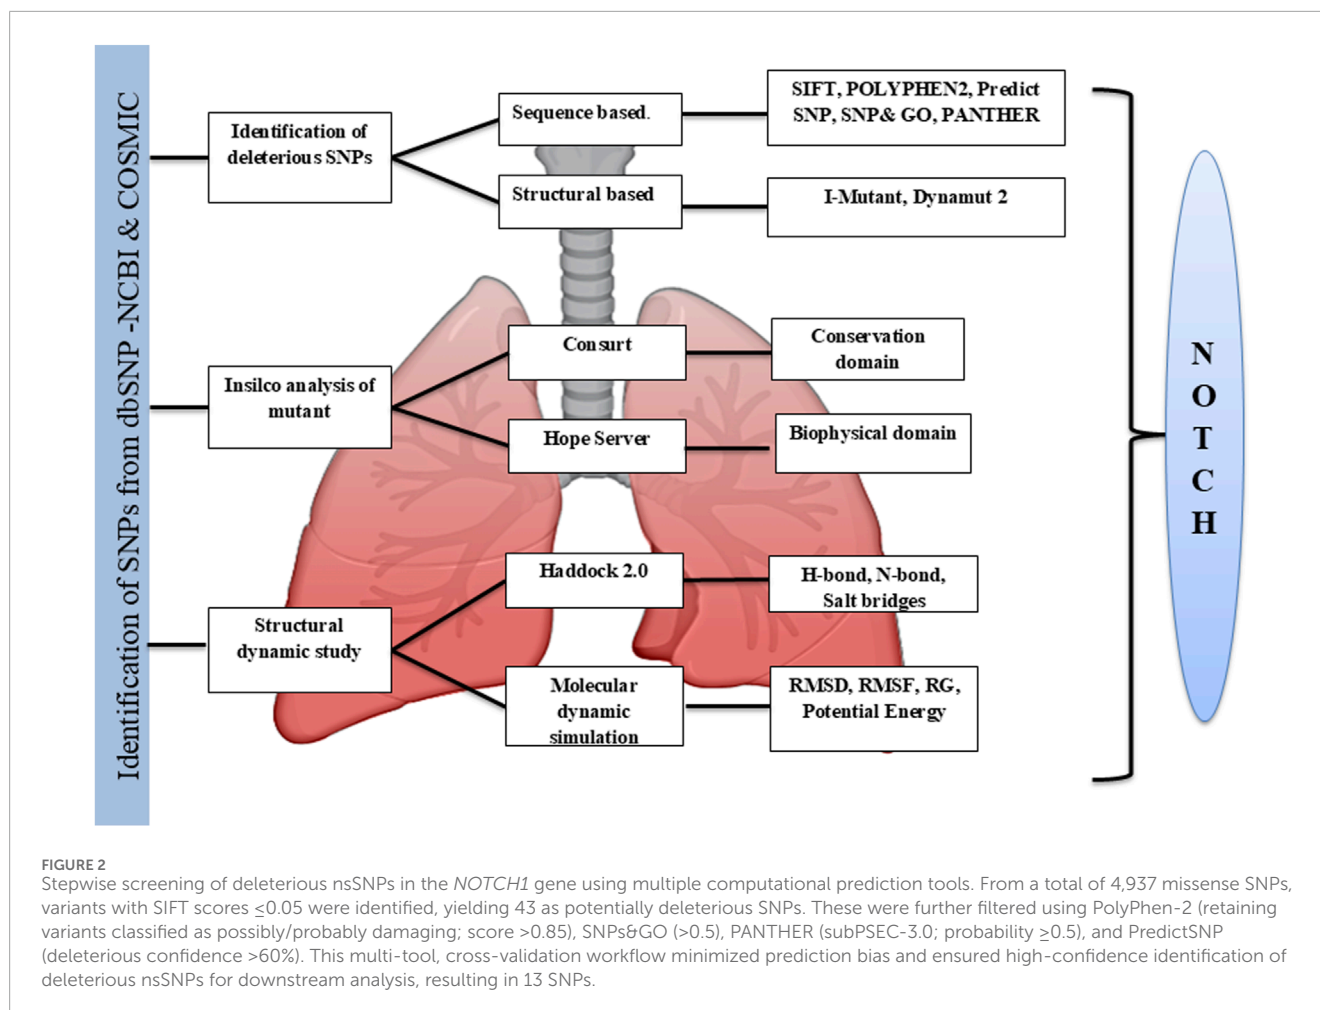 Identification of SNPs from dbSNP -NCBI & COSMIC
Identification of
deleterious SNPs
Sequence based.
SIFT, POLYPHEN2, Predict
SNP, SNP& GO, PANTHER
Structural based
I-Mutant, Dynamut 2
Insilco analysis of
mutant
Consurt
Conservation
domain
Hope Server
Biophysical domain
Structural
dynamic study
Haddock 2.0
H-bond, N-bond,
Salt bridges
Molecular
dynamic
simulation
RMSD, RMSF, RG,
Potential Energy
N
O
T
C
H
FIGURE 2
Stepwise screening of deleterious nsSNPs in the NOTCH1 gene using multiple computational prediction tools. From a total of 4,937 missense SNPs,
variants with SIFT scores ≤0.05 were identified, yielding 43 as potentially deleterious SNPs. These were further filtered using PolyPhen-2 (retaining
variants classified as possibly/probably damaging; score >0.85), SNPs&GO (>0.5), PANTHER (subPSEC-3.0; probability ≥0.5), and PredictSNP
(deleterious confidence >60%). This multi-tool, cross-validation workflow minimized prediction bias and ensured high-confidence identification of
deleterious nsSNPs for downstream analysis, resulting in 13 SNPs.